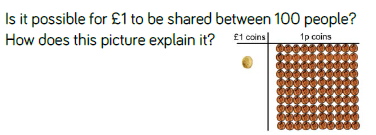 Is it possible for £1 to be shared between 100 people?
How does this picture explain it?
£1 coins
1p coins